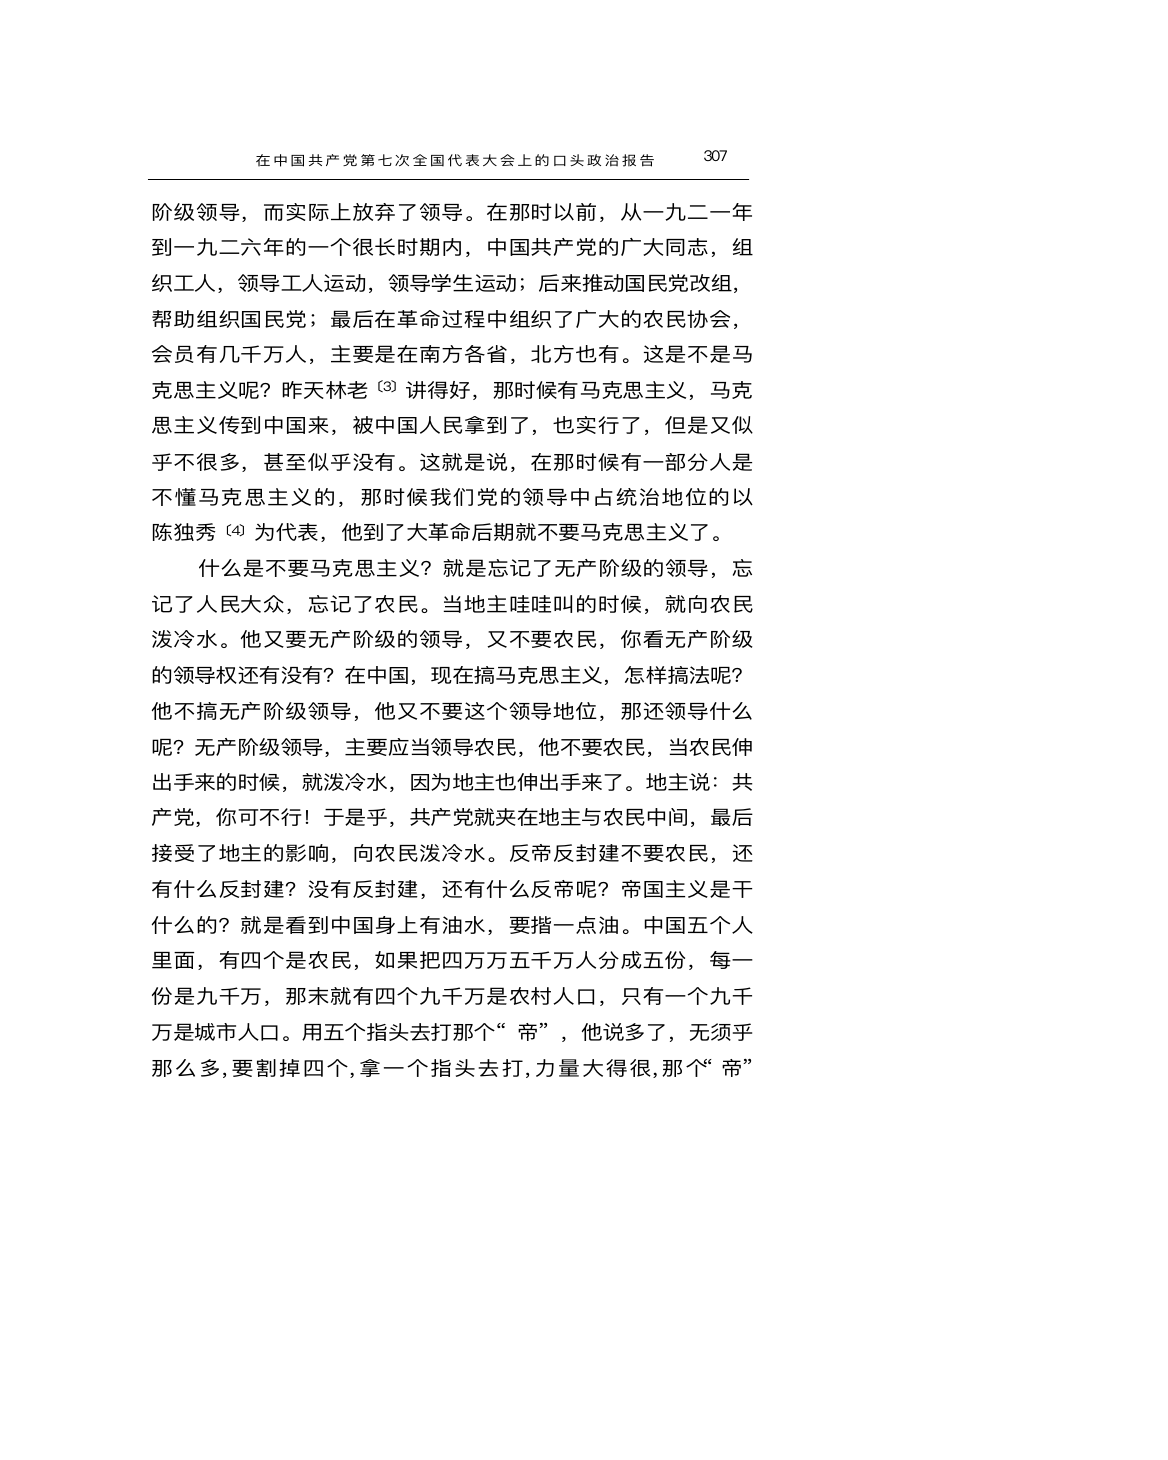 在中国共产党第七次全国代表大会上的口头政治报告 307
阶级领导，而实际上放弃了领导。在那时以前，从一九二一年
到一九二六年的一个很长时期内，中国共产党的广大同志，组
织工人，领导工人运动，领导学生运动；后来推动国民党改组，
帮助组织国民党；最后在革命过程中组织了广大的农民协会，
会员有几千万人，主要是在南方各省，北方也有。这是不是马
克思主义呢？昨天林老〔3〕讲得好，那时候有马克思主义，马克
思主义传到中国来，被中国人民拿到了，也实行了，但是又似
乎不很多，甚至似乎没有。这就是说，在那时候有一部分人是
不懂马克思主义的，那时候我们党的领导中占统治地位的以
陈独秀〔4〕为代表，他到了大革命后期就不要马克思主义了。
什么是不要马克思主义？就是忘记了无产阶级的领导，忘
记了人民大众，忘记了农民。当地主哇哇叫的时候，就向农民
泼冷水。他又要无产阶级的领导，又不要农民，你看无产阶级
的领导权还有没有？在中国，现在搞马克思主义，怎样搞法呢？
他不搞无产阶级领导，他又不要这个领导地位，那还领导什么
呢？无产阶级领导，主要应当领导农民，他不要农民，当农民伸
出手来的时候，就泼冷水，因为地主也伸出手来了。地主说：共
产党，你可不行！于是乎，共产党就夹在地主与农民中间，最后
接受了地主的影响，向农民泼冷水。反帝反封建不要农民，还
有什么反封建？没有反封建，还有什么反帝呢？帝国主义是干
什么的？就是看到中国身上有油水，要揩一点油。中国五个人
里面，有四个是农民，如果把四万万五千万人分成五份，每一
份是九千万，那末就有四个九千万是农村人口，只有一个九千
万是城市人口。用五个指头去打那个“帝”，他说多了，无须乎
那么多,要割掉四个,拿一个指头去打,力量大得很,那个“帝”